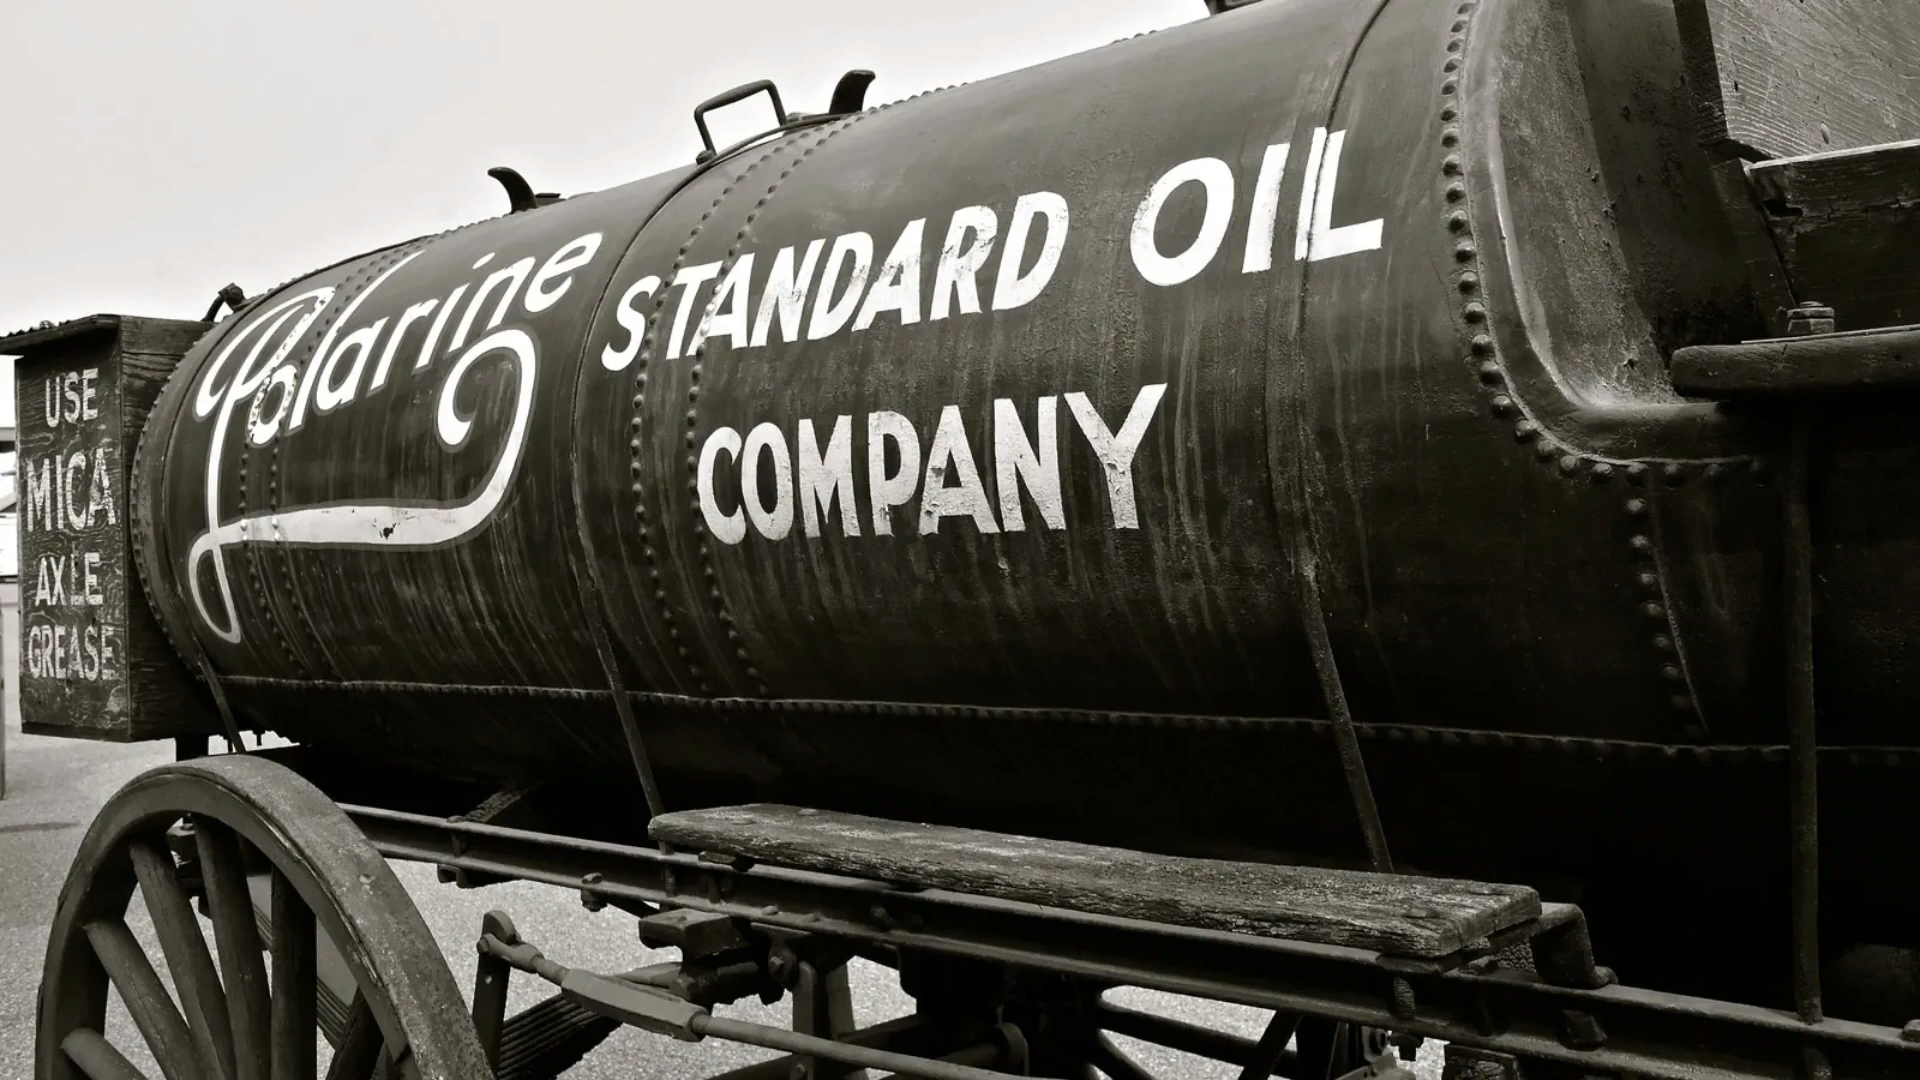 USE
MICA
AXLE
GREASE
Polarine
STANDARD OIL
COMPANY